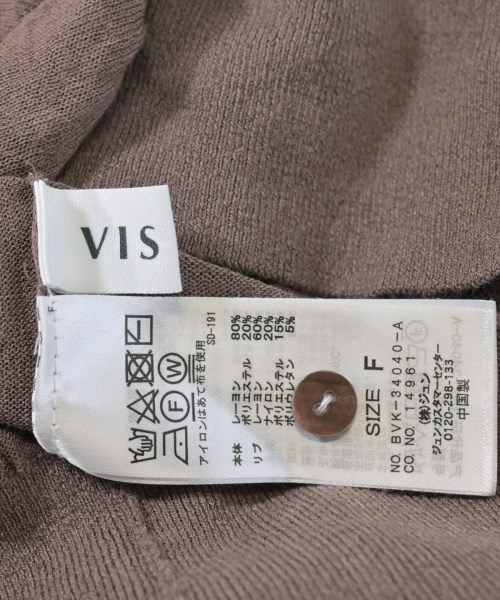 VIS
F
SD-191
アイロンはあて布を使用
本体 レーヨン 80%
ポリエステル 20%
リブ レーヨン 60%
ナイロン 20%
ポリエステル 15%
ポリウレタン 5%
SIZE F
NO. BVK-34040-A
CO. NO. 14961
(株)ジュン
ジュンカスタマーセンター
0120-298-133
中国製